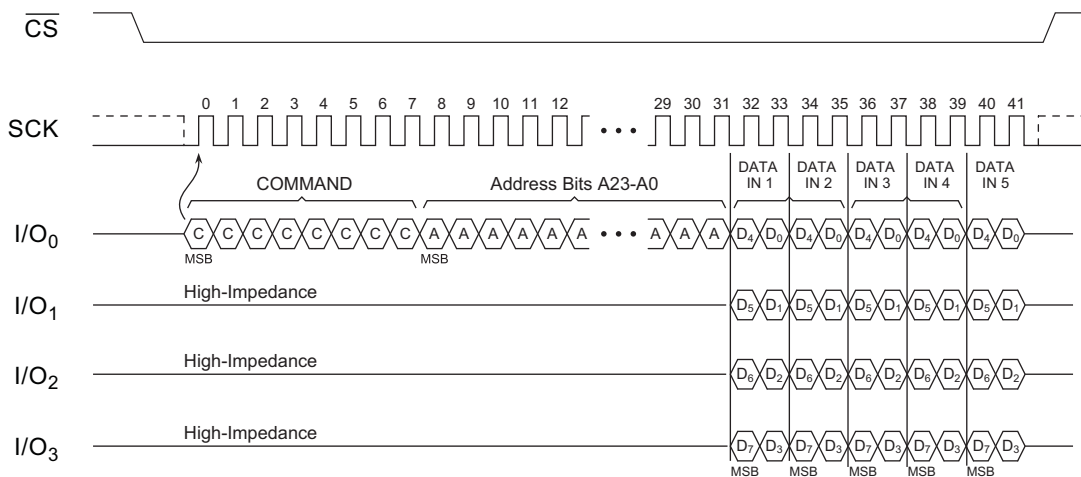 CS
0 1 2 3 4 5 6 7 8 9 10 11 12 29 30 31 32 33 34 35 36 37 38 39 40 41
SCK
COMMAND Address Bits A23-A0 DATA IN 1 DATA IN 2 DATA IN 3 DATA IN 4 DATA IN 5
I/O0 C C C C C C C C A A A A A A A A A D4 D0 D4 D0 D4 D0 D4 D0 D4 D0
MSB MSB
High-Impedance
I/O1 D5 D1 D5 D1 D5 D1 D5 D1 D5 D1
High-Impedance
I/O2 D6 D2 D6 D2 D6 D2 D6 D2 D6 D2
High-Impedance
I/O3 D7 D3 D7 D3 D7 D3 D7 D3 D7 D3
MSB MSB MSB MSB MSB